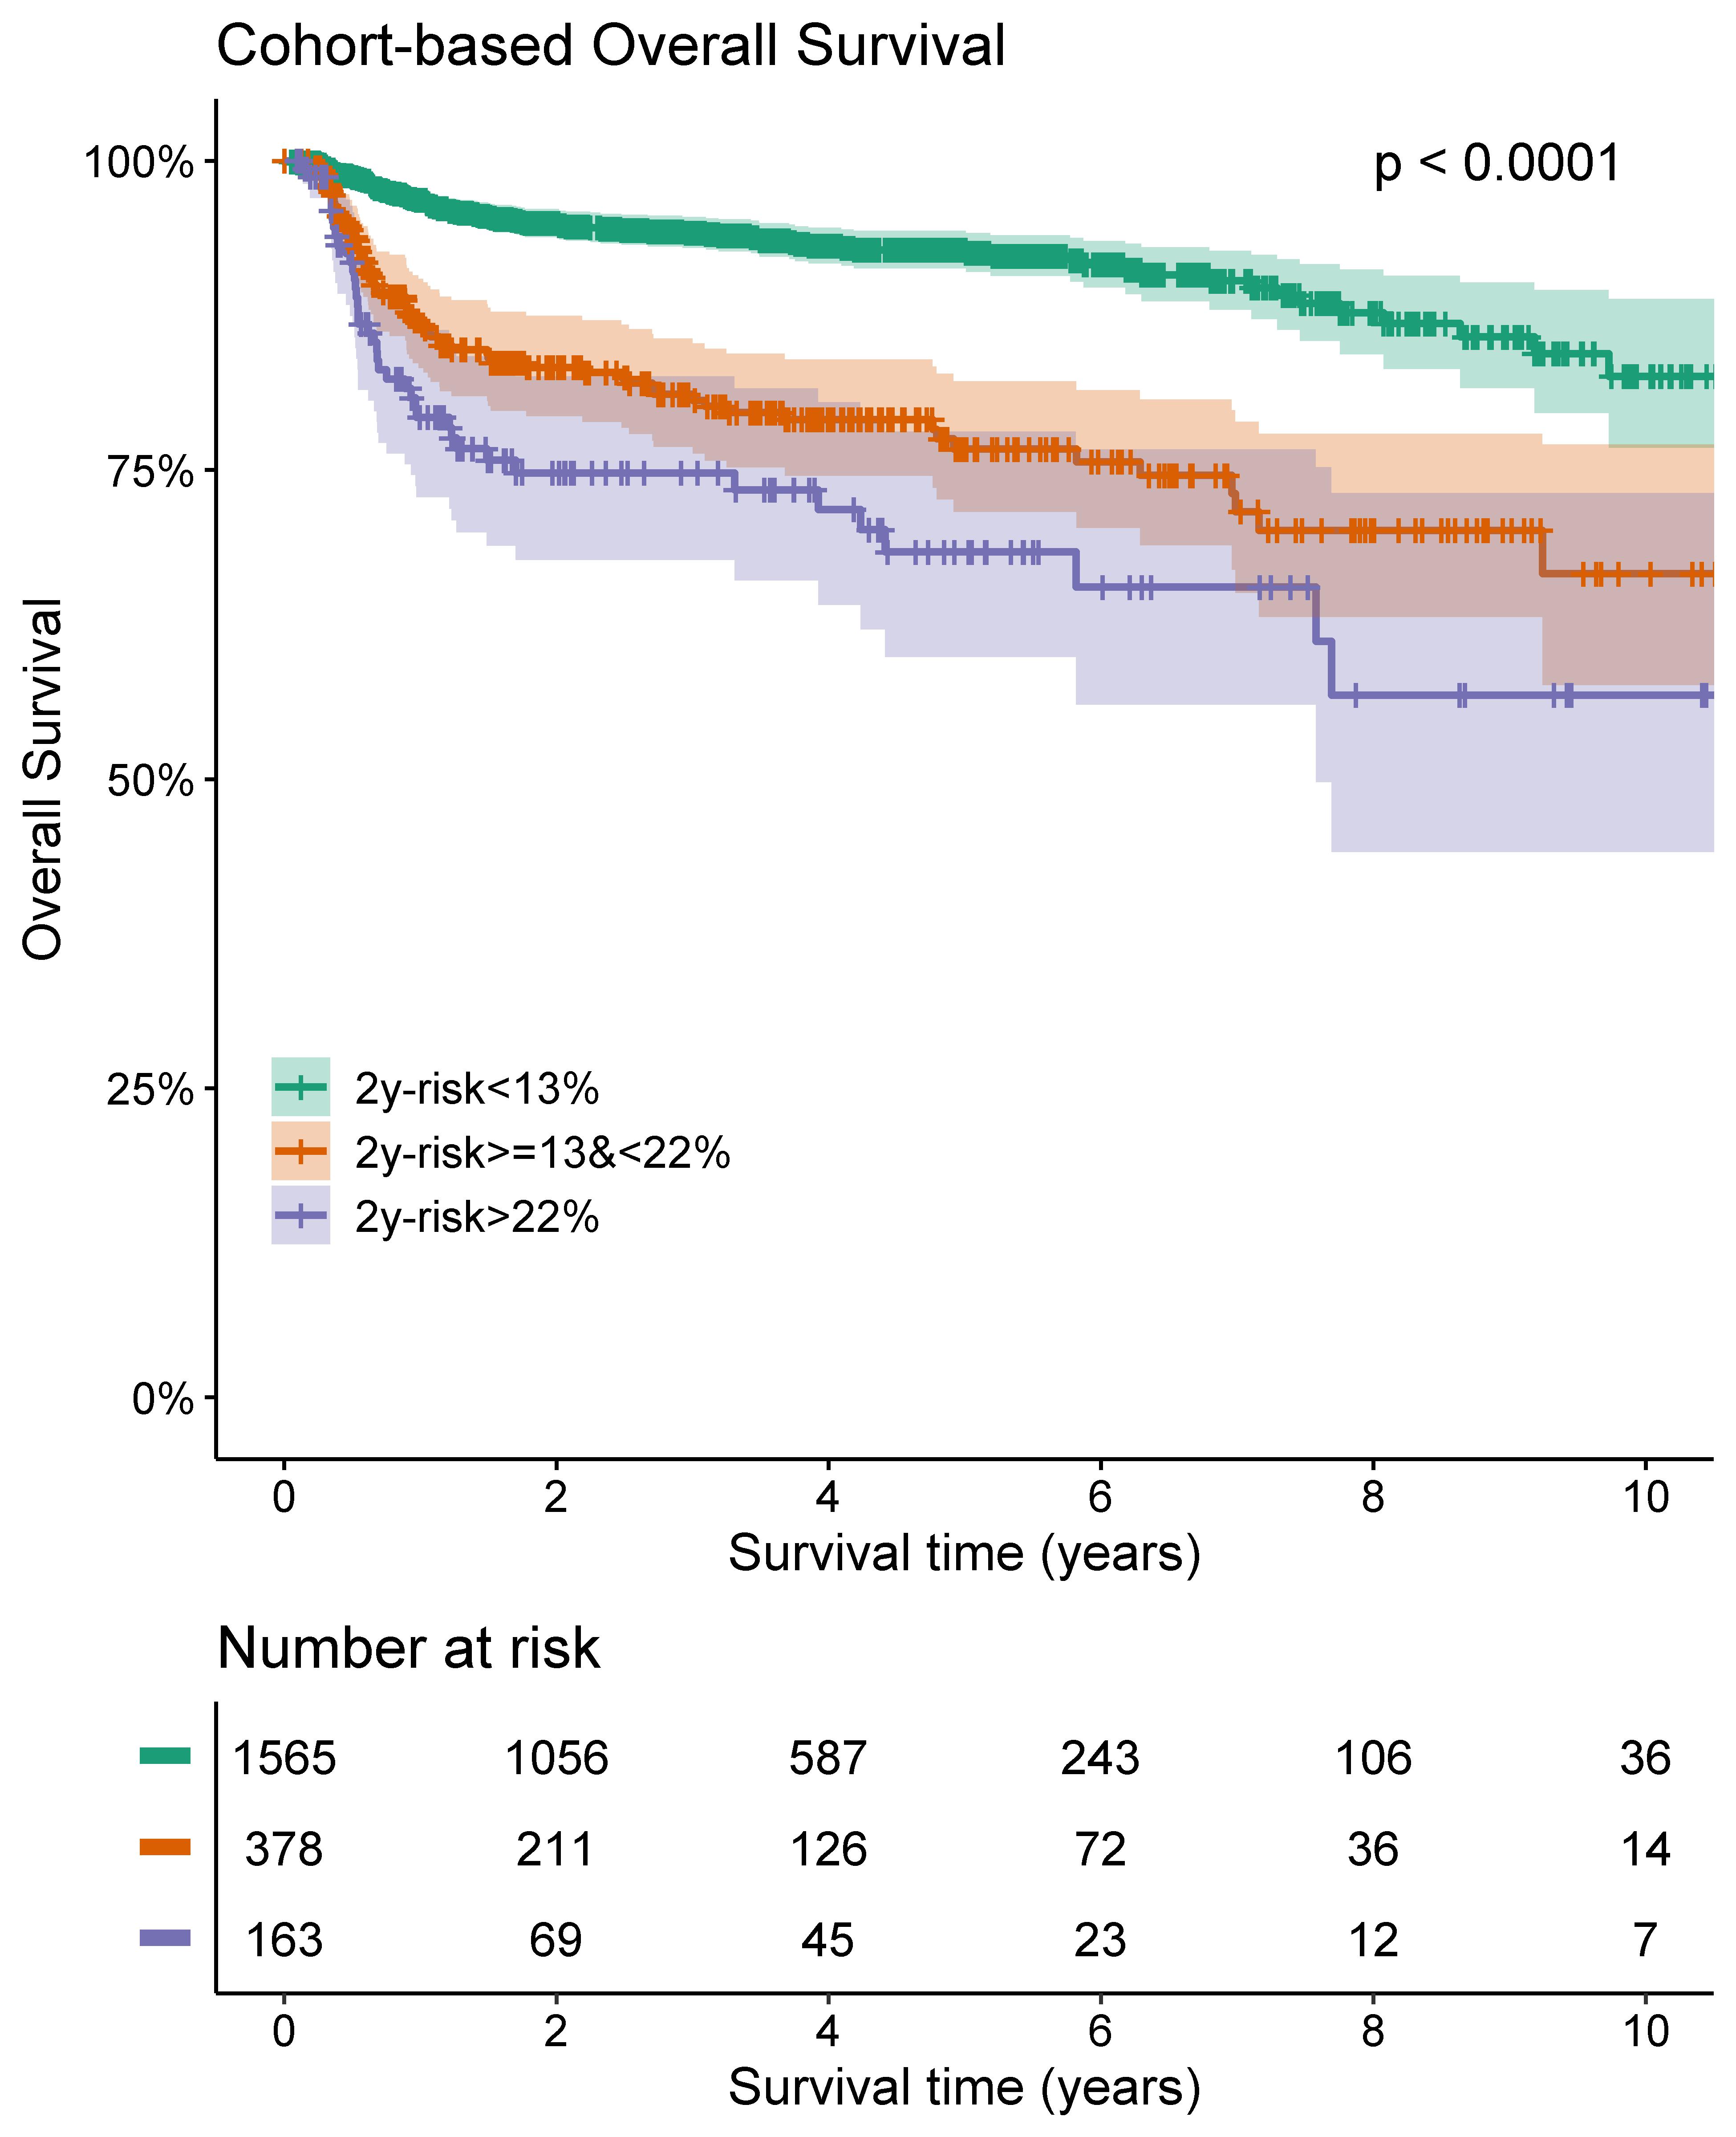 Cohort-based Overall Survival
p < 0.0001
100%
75%
50%
25%
0%
Overall Survival
2y-risk<13%
2y-risk>=13&<22%
2y-risk>22%
0 2 4 6 8 10
Survival time (years)
Number at risk
1565 1056 587 243 106 36
378 211 126 72 36 14
163 69 45 23 12 7
0 2 4 6 8 10
Survival time (years)